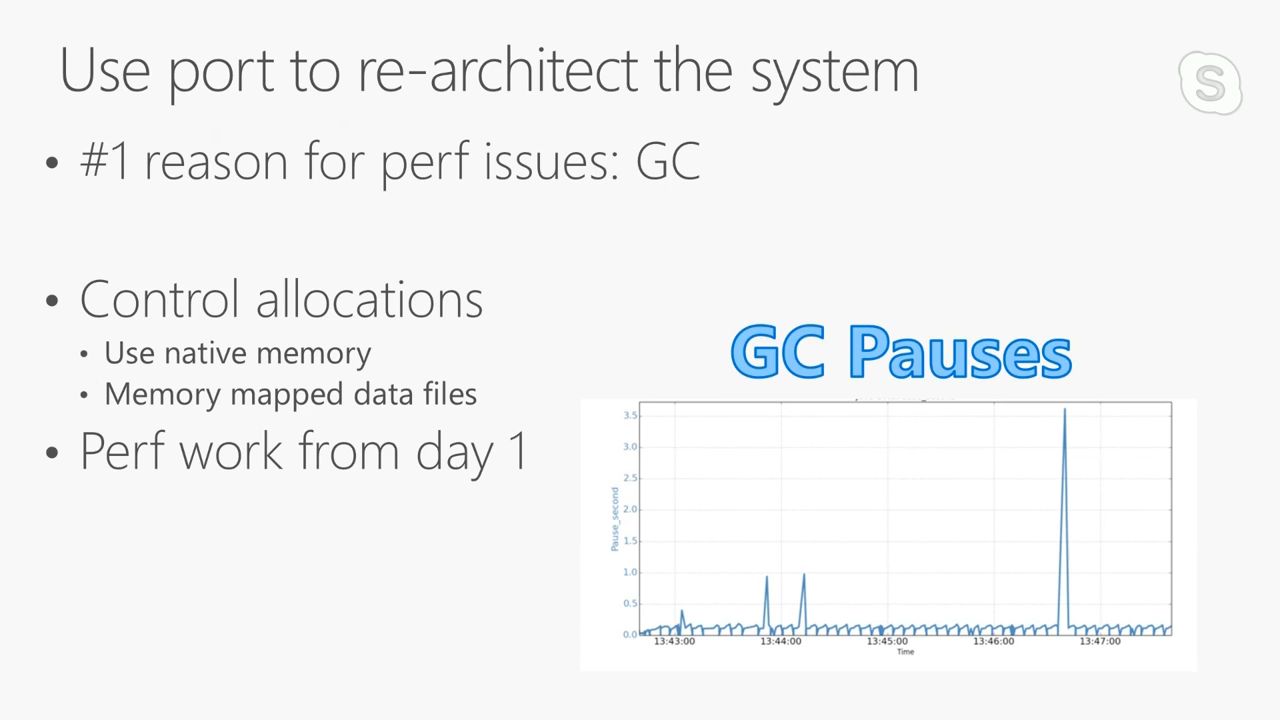 Use port to re-architect the system
S
• #1 reason for perf issues: GC
• Control allocations
• Use native memory
• Memory mapped data files
• Perf work from day 1
GC Pauses
3.5
3.0
2.5
2.0
1.5
1.0
0.5
0.0
Pause_second
13:43:00 13:44:00 13:45:00 13:46:00 13:47:00
Time